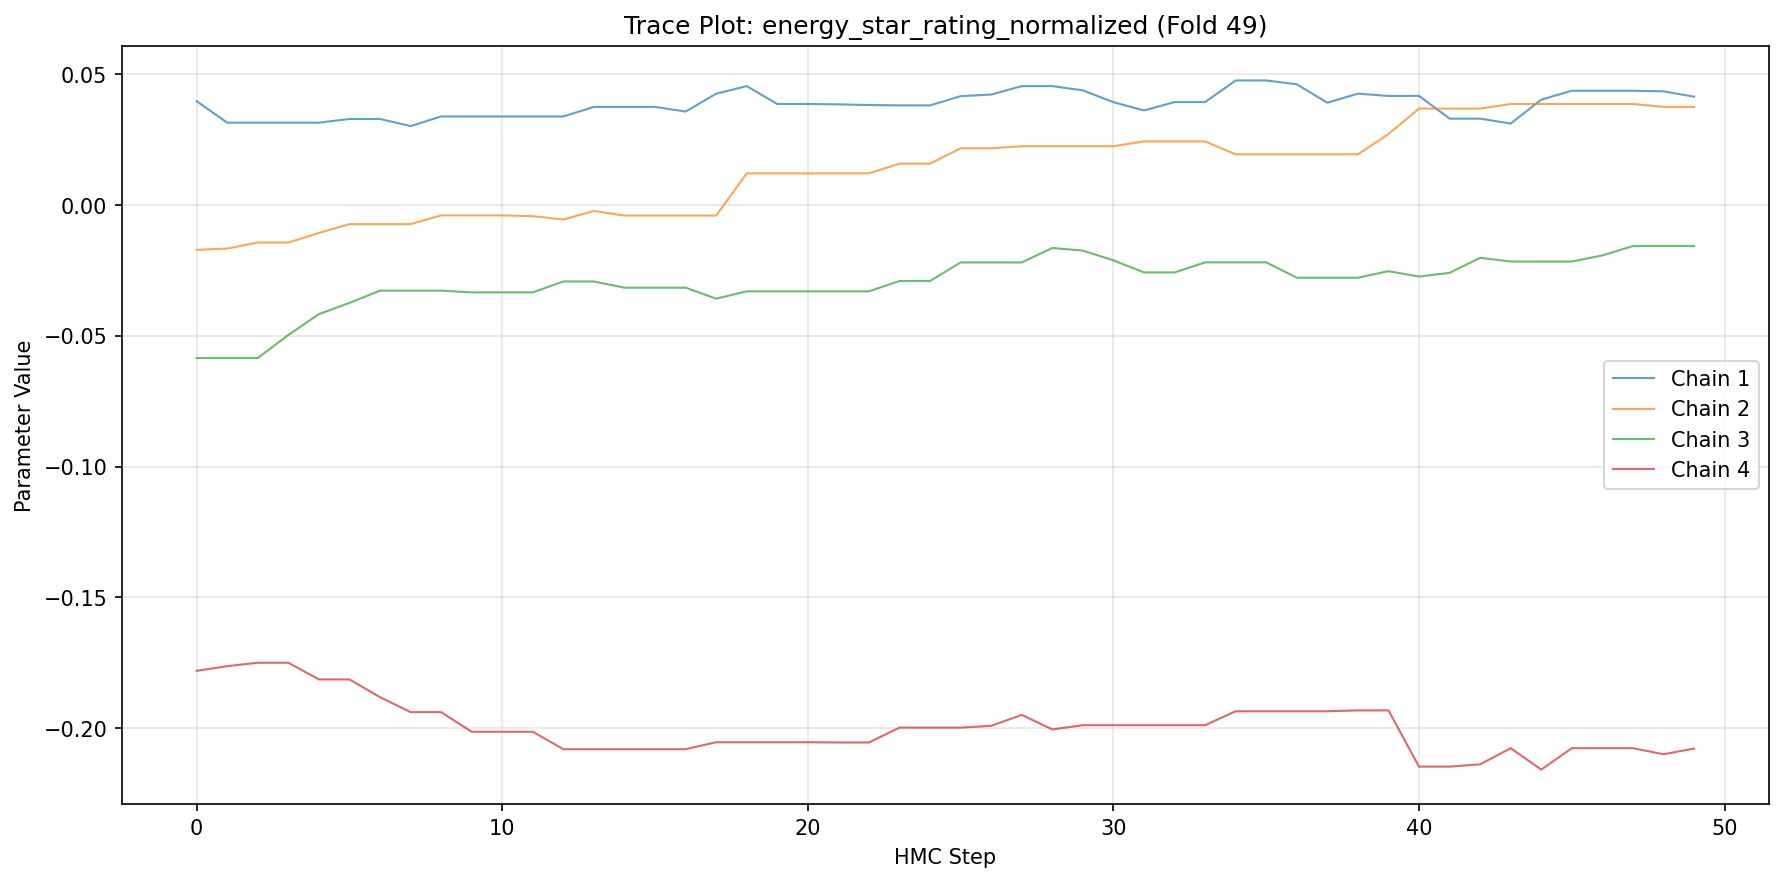 Trace Plot: energy_star_rating_normalized (Fold 49)
Parameter Value
0.05
0.00
−0.05
−0.10
−0.15
−0.20
Chain 1
Chain 2
Chain 3
Chain 4
0 10 20 30 40 50
HMC Step